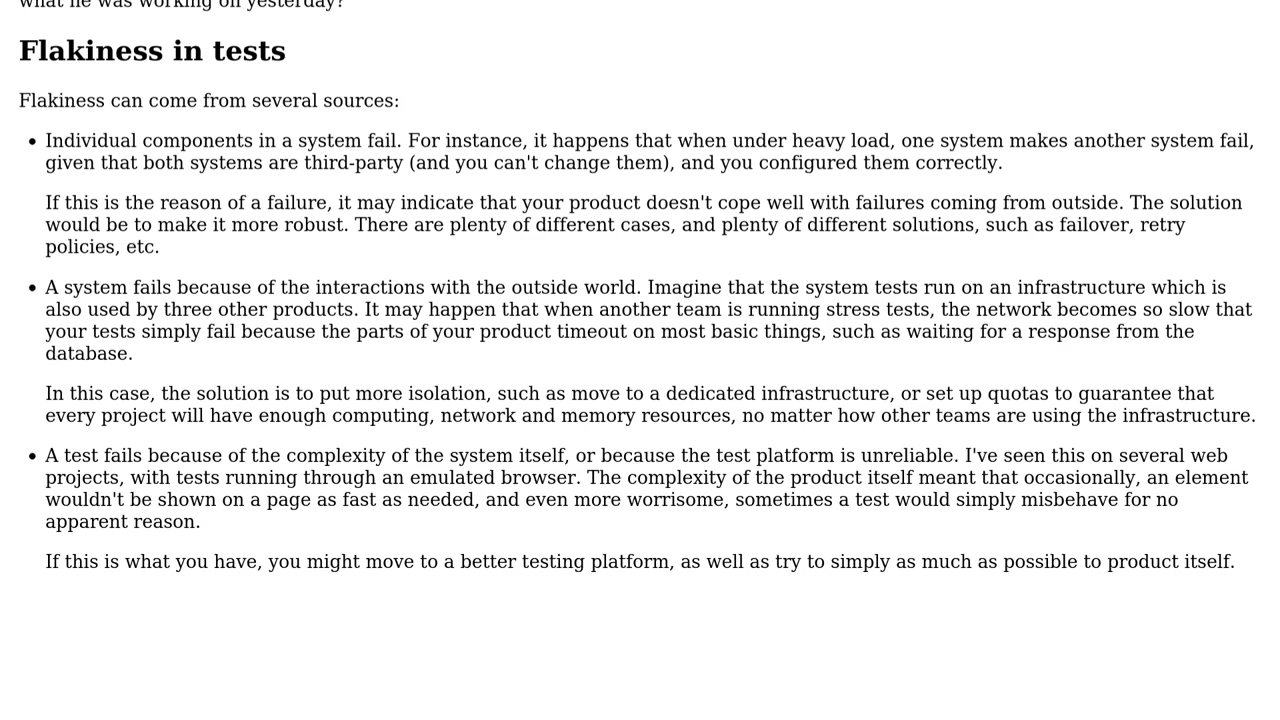 what he was working on yesterday?
Flakiness in tests
Flakiness can come from several sources:
• Individual components in a system fail. For instance, it happens that when under heavy load, one system makes another system fail,
given that both systems are third-party (and you can't change them), and you configured them correctly.
If this is the reason of a failure, it may indicate that your product doesn't cope well with failures coming from outside. The solution
would be to make it more robust. There are plenty of different cases, and plenty of different solutions, such as failover, retry
policies, etc.
• A system fails because of the interactions with the outside world. Imagine that the system tests run on an infrastructure which is
also used by three other products. It may happen that when another team is running stress tests, the network becomes so slow that
your tests simply fail because the parts of your product timeout on most basic things, such as waiting for a response from the
database.
In this case, the solution is to put more isolation, such as move to a dedicated infrastructure, or set up quotas to guarantee that
every project will have enough computing, network and memory resources, no matter how other teams are using the infrastructure.
• A test fails because of the complexity of the system itself, or because the test platform is unreliable. I've seen this on several web
projects, with tests running through an emulated browser. The complexity of the product itself meant that occasionally, an element
wouldn't be shown on a page as fast as needed, and even more worrisome, sometimes a test would simply misbehave for no
apparent reason.
If this is what you have, you might move to a better testing platform, as well as try to simply as much as possible to product itself.